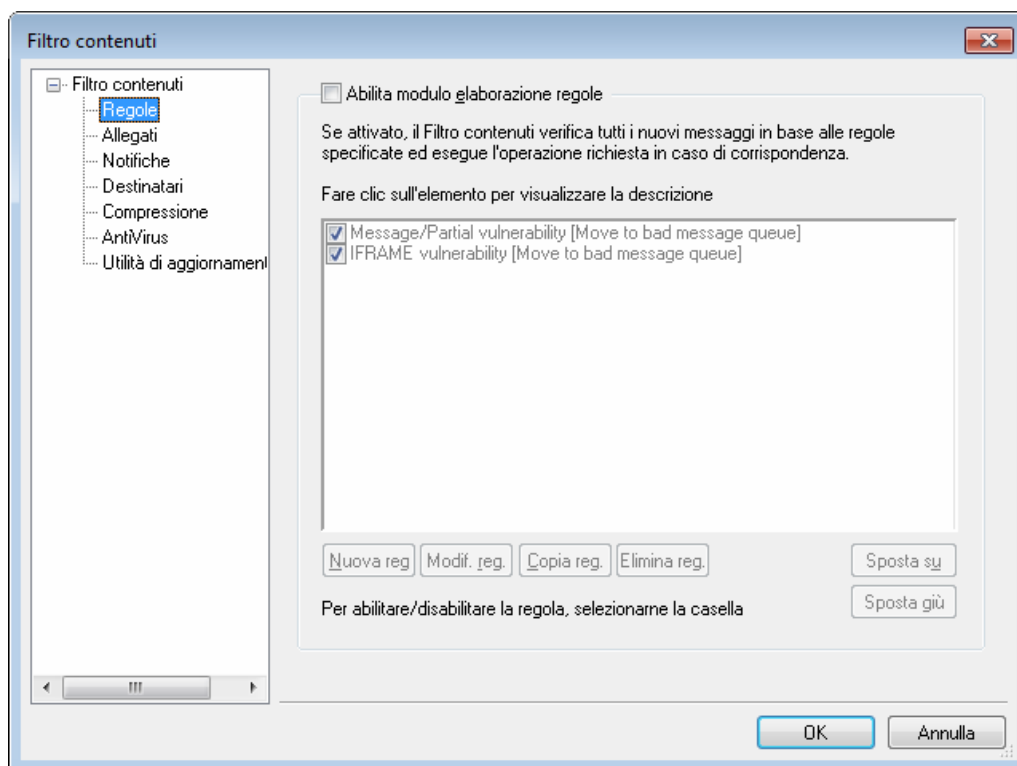 Filtro contenuti
Filtro contenuti
Regole
Allegati
Notifiche
Destinatari
Compressione
AntiVirus
Utilità di aggiornament
Abilita modulo elaborazione regole
Se attivato, il Filtro contenuti verifica tutti i nuovi messaggi in base alle regole
specificate ed esegue l'operazione richiesta in caso di corrispondenza.
Fare clic sull'elemento per visualizzare la descrizione
Message/Partial vulnerability [Move to bad message queue]
IFRAME vulnerability [Move to bad message queue]
Nuova reg Modif. reg. Copia reg. Elimina reg. Sposta su
Sposta giù
Per abilitare/disabilitare la regola, selezionarne la casella
OK Annulla